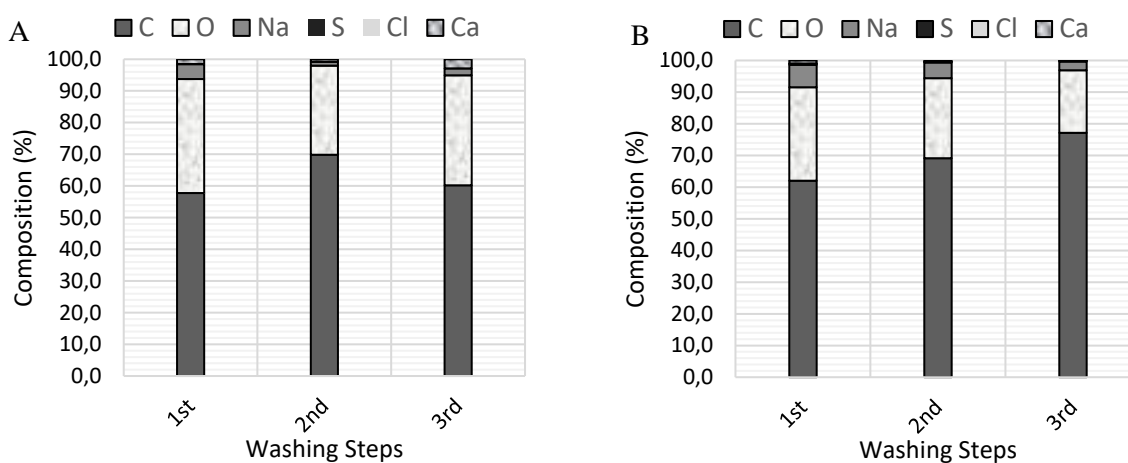 A
C O Na S Cl Ca
100,0
90,0
80,0
70,0
60,0
50,0
40,0
30,0
20,0
10,0
0,0
Composition (%)
1st 2nd 3rd
Washing Steps
B
C O Na S Cl Ca
100,0
90,0
80,0
70,0
60,0
50,0
40,0
30,0
20,0
10,0
0,0
Composition (%)
1st 2nd 3rd
Washing Steps